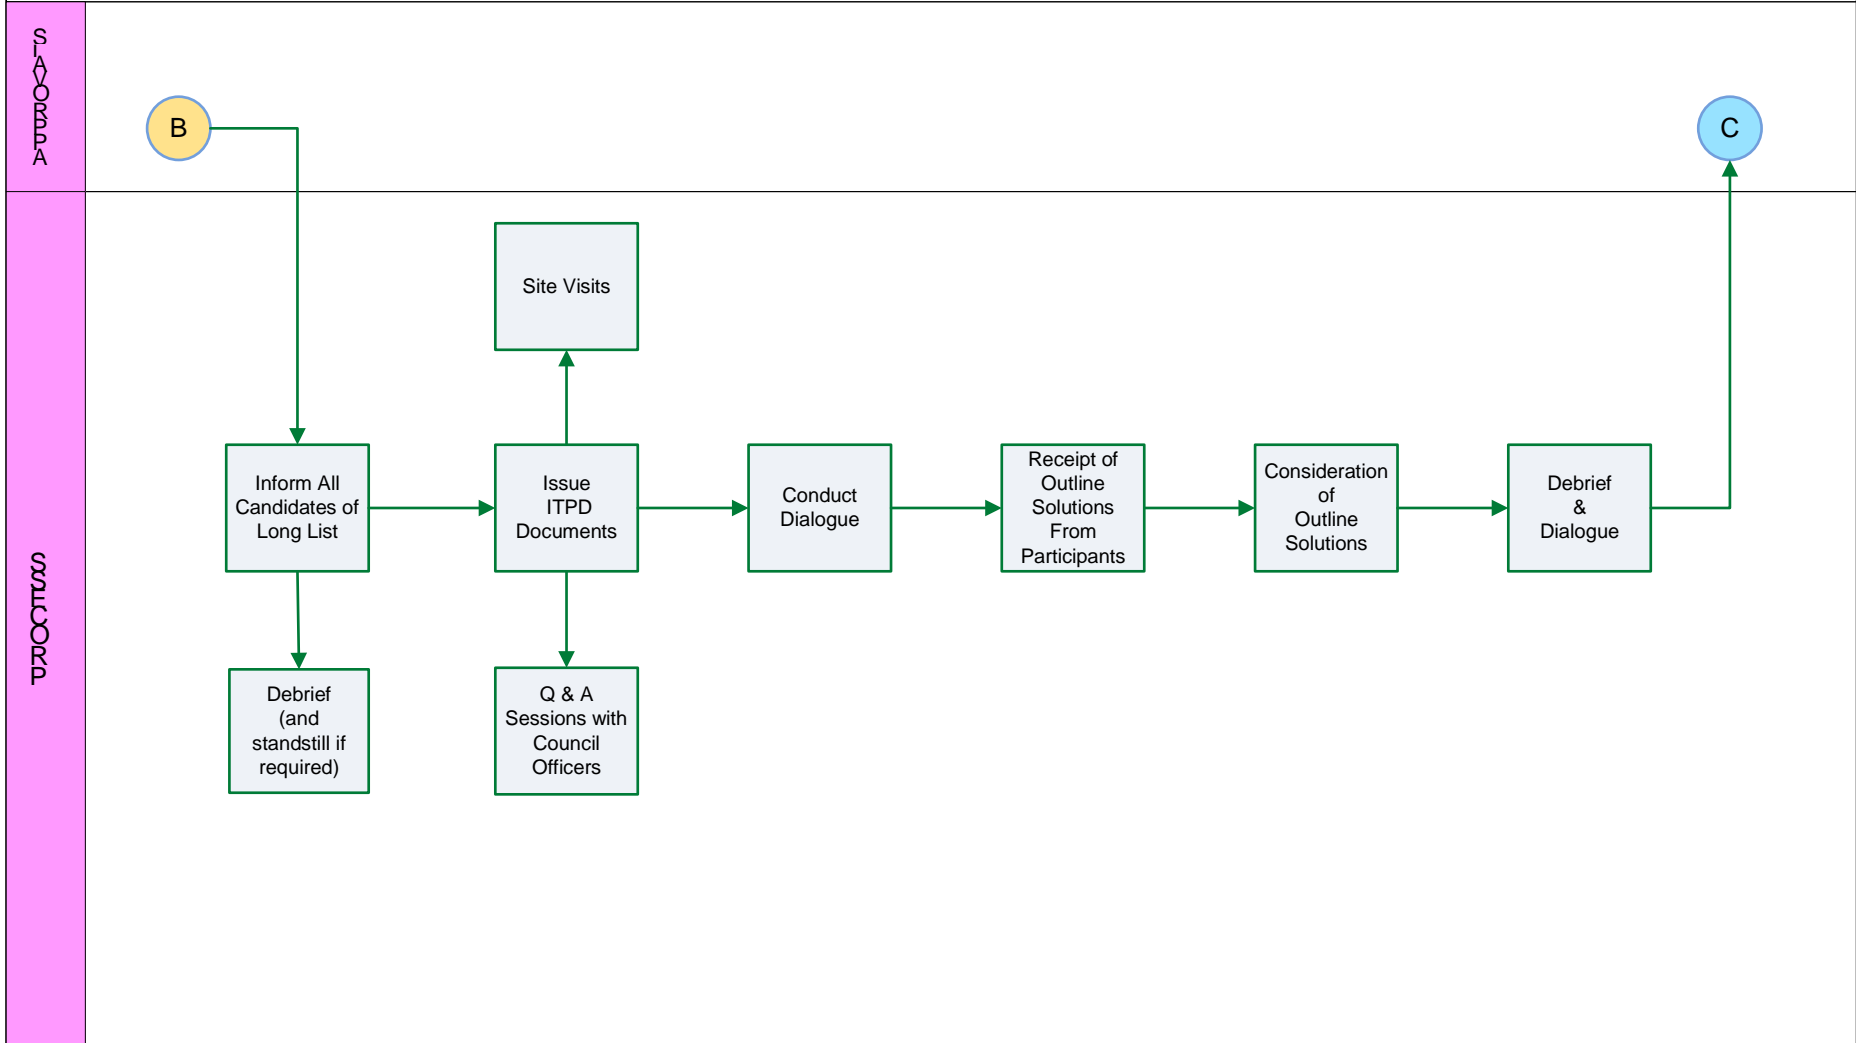 APPROVALS
B
C
Site Visits
Inform All
Candidates of
Long List
Issue
ITPD
Documents
Conduct
Dialogue
Receipt of
Outline
Solutions
From
Participants
Consideration
of
Outline
Solutions
Debrief
&
Dialogue
PROCESS
Debrief
(and
standstill if
required)
Q & A
Sessions with
Council
Officers